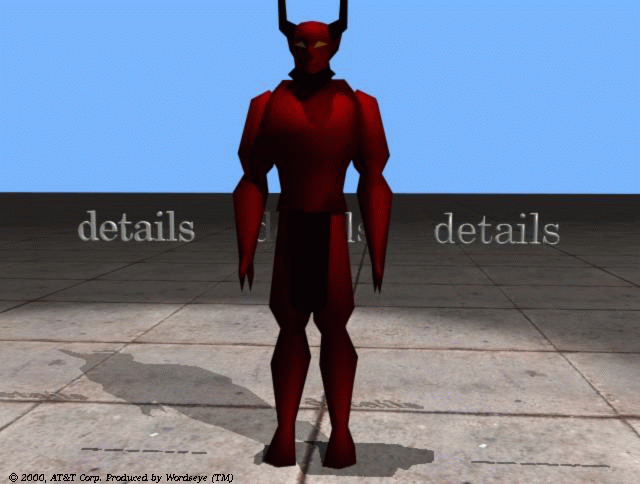 details details
© 2000, AT&T Corp. Produced by Wordseye (TM)